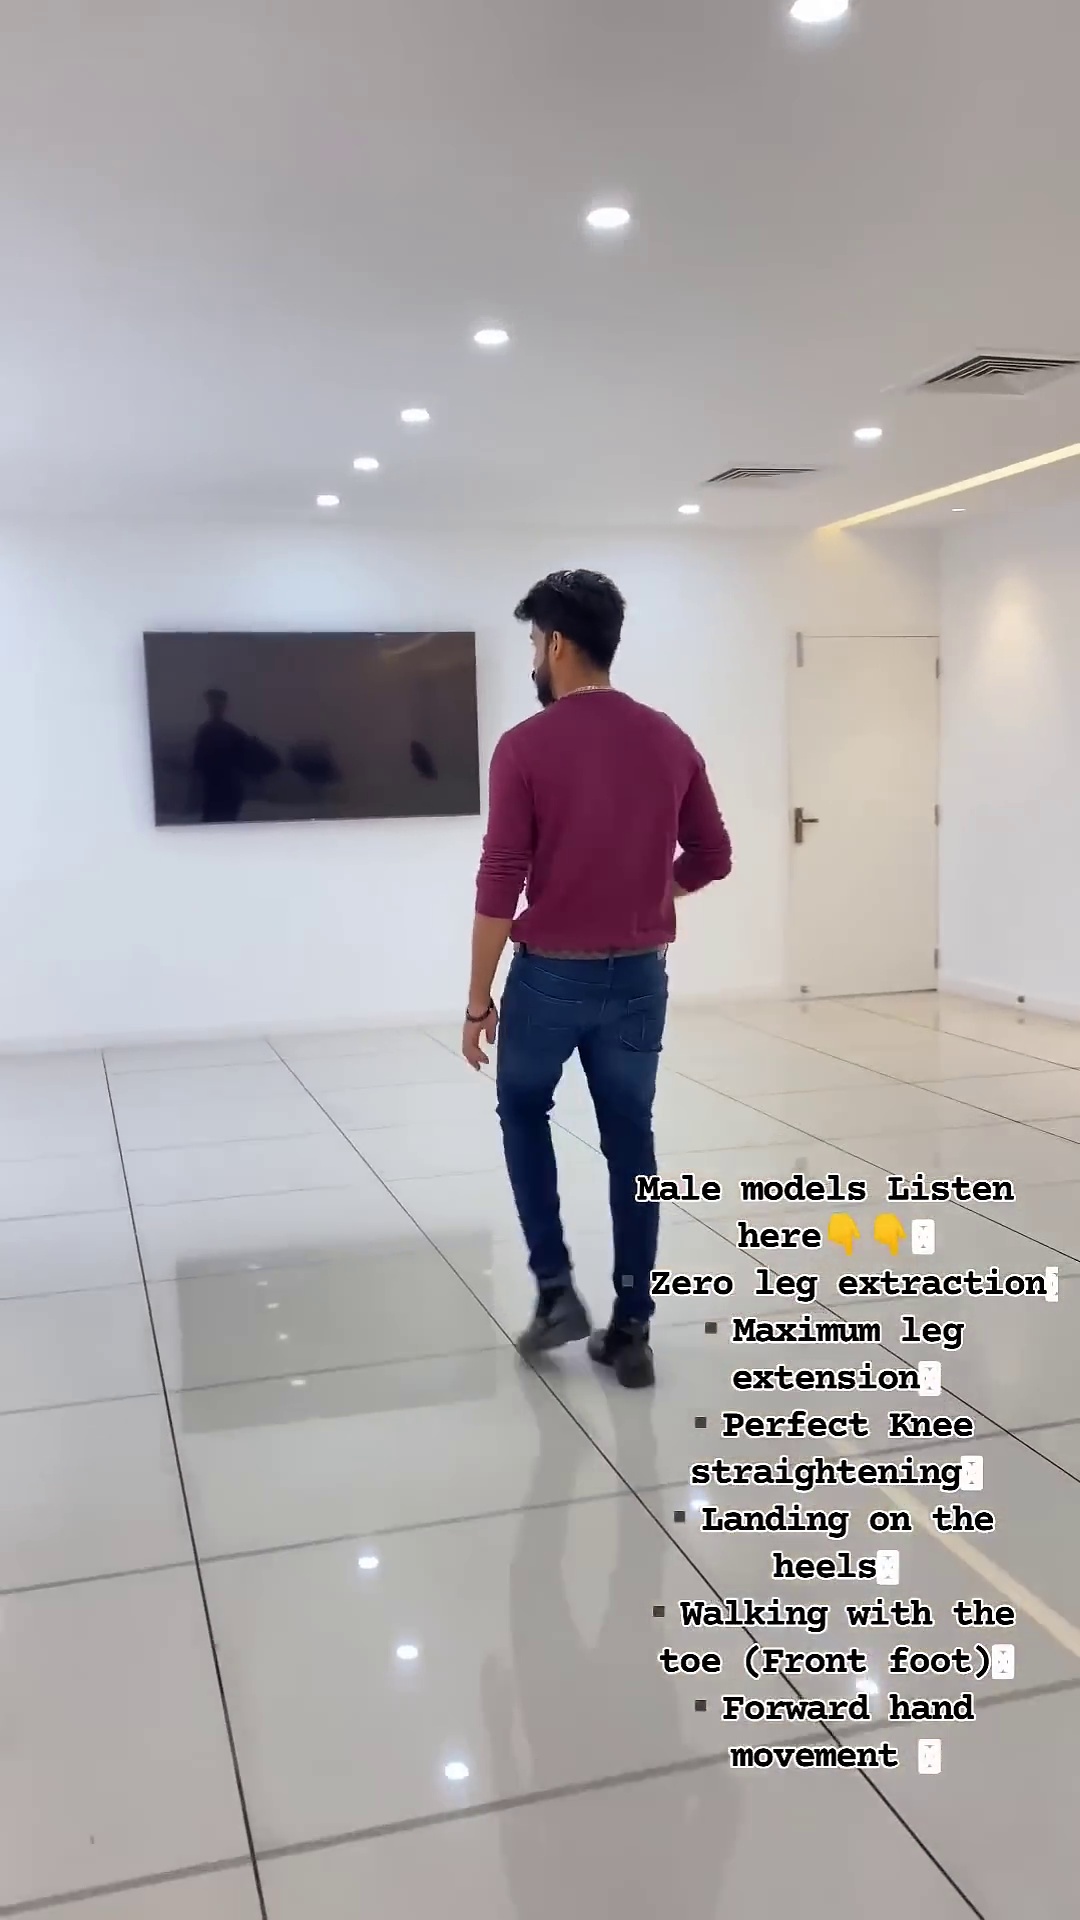 Male models Listen
here👇👇
▪ Zero leg extraction
▪ Maximum leg
extension
▪ Perfect Knee
straightening
▪ Landing on the
heels
▪ Walking with the
toe (Front foot)
▪ Forward hand
movement